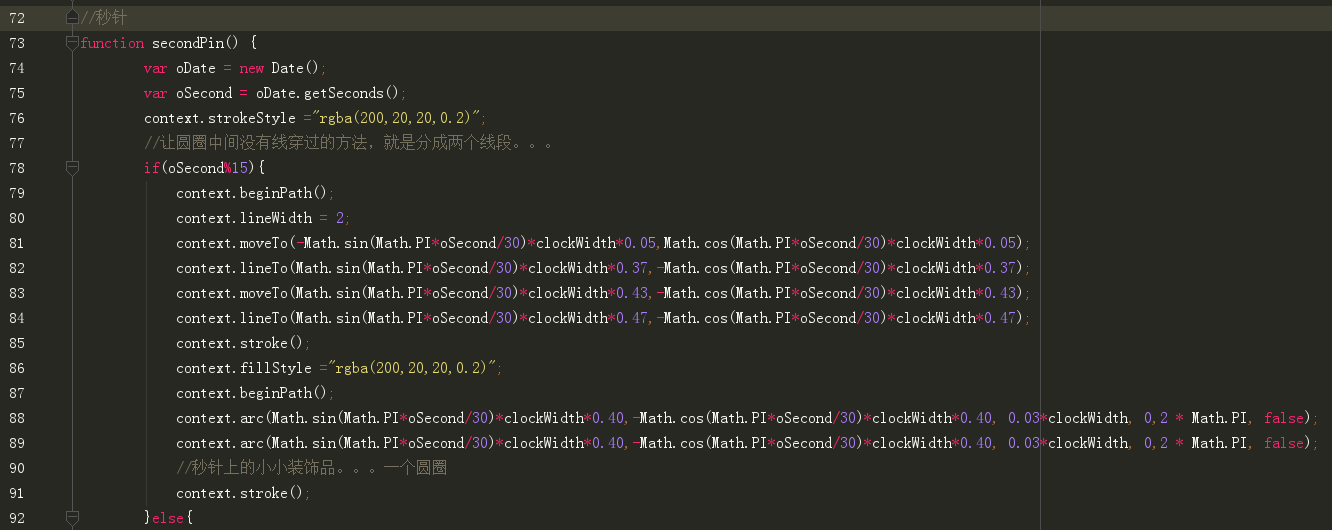 72 //秒针
73 function secondPin() {
74 var oDate = new Date();
75 var oSecond = oDate.getSeconds();
76 context.strokeStyle ="rgba(200,20,20,0.2)";
77 //让圆圈中间没有线穿过的方法，就是分成两个线段。。。
78 if(oSecond%15){
79 context.beginPath();
80 context.lineWidth = 2;
81 context.moveTo(-Math.sin(Math.PI*oSecond/30)*clockWidth*0.05,Math.cos(Math.PI*oSecond/30)*clockWidth*0.05);
82 context.lineTo(Math.sin(Math.PI*oSecond/30)*clockWidth*0.37,-Math.cos(Math.PI*oSecond/30)*clockWidth*0.37);
83 context.moveTo(Math.sin(Math.PI*oSecond/30)*clockWidth*0.43,-Math.cos(Math.PI*oSecond/30)*clockWidth*0.43);
84 context.lineTo(Math.sin(Math.PI*oSecond/30)*clockWidth*0.47,-Math.cos(Math.PI*oSecond/30)*clockWidth*0.47);
85 context.stroke();
86 context.fillStyle ="rgba(200,20,20,0.2)";
87 context.beginPath();
88 context.arc(Math.sin(Math.PI*oSecond/30)*clockWidth*0.40,-Math.cos(Math.PI*oSecond/30)*clockWidth*0.40, 0.03*clockWidth, 0,2 * Math.PI, false);
89 context.arc(Math.sin(Math.PI*oSecond/30)*clockWidth*0.40,-Math.cos(Math.PI*oSecond/30)*clockWidth*0.40, 0.03*clockWidth, 0,2 * Math.PI, false);
90 //秒针上的小小装饰品。。。一个圆圈
91 context.stroke();
92 }else{